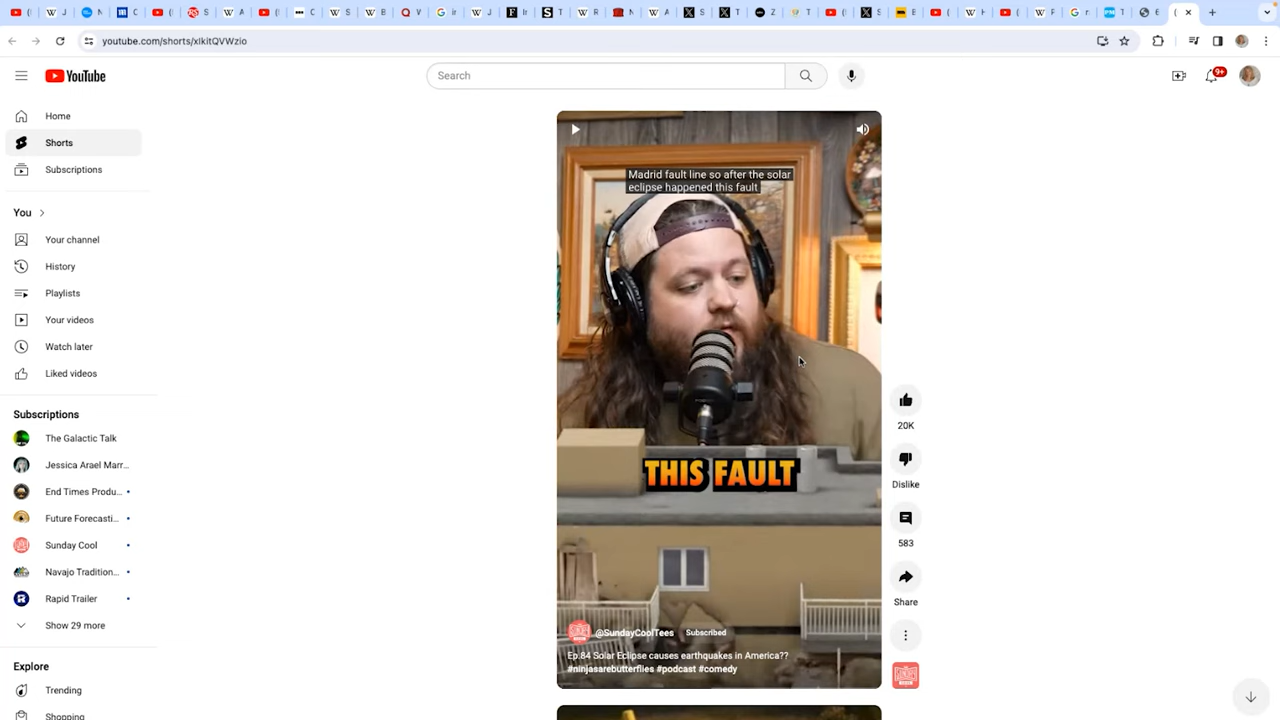 youtube.com/shorts/xlkitQVWzio
YouTube
Search
9+
Home
Shorts
Subscriptions
You
Your channel
History
Playlists
Your videos
Watch later
Liked videos
Subscriptions
The Galactic Talk
Jessica Arael Marr...
End Times Produ...
Future Forecasti...
Sunday Cool
Navajo Tradition...
Rapid Trailer
Show 29 more
Explore
Trending
Shopping
Madrid fault line so after the solar
eclipse happened this fault
THIS FAULT
@SundayCoolTees Subscribed
Ep.84 Solar Eclipse causes earthquakes in America??
#ninjasarebutterflies #podcast #comedy
20K
Dislike
583
Share